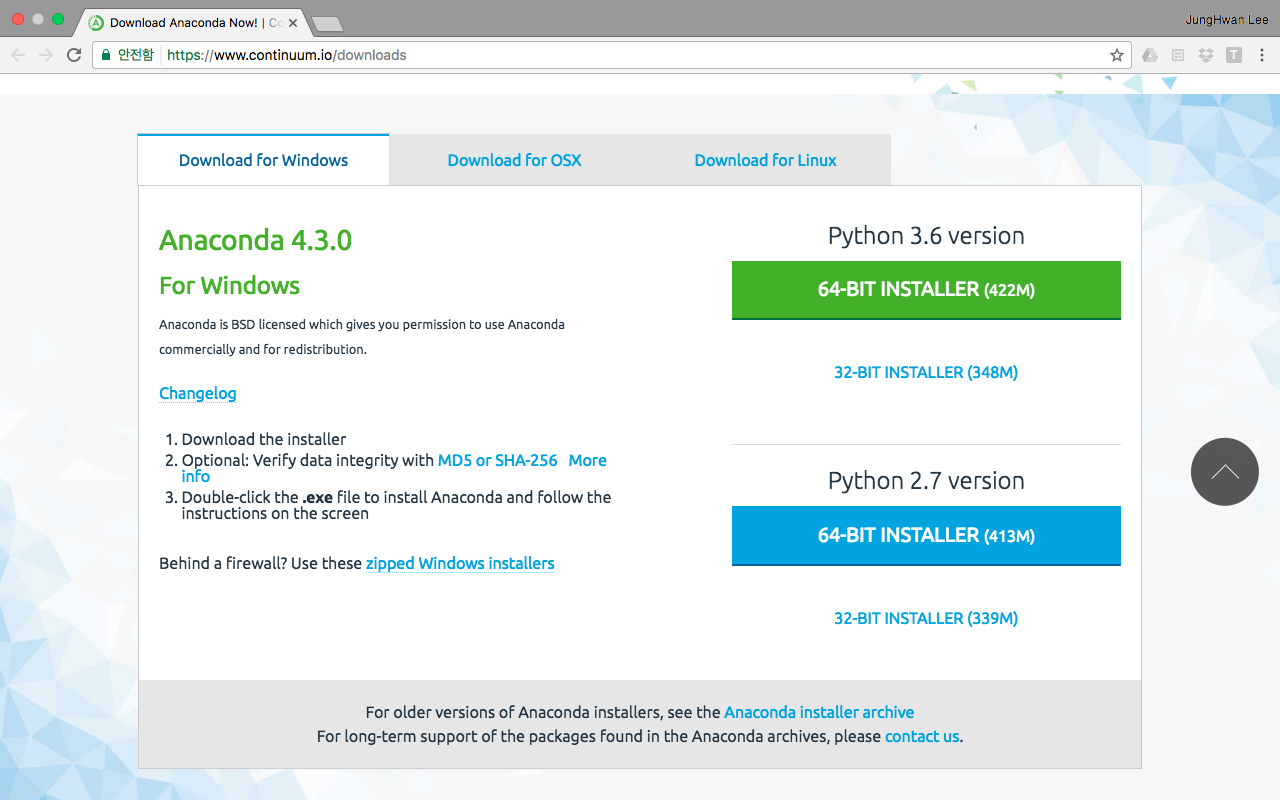 Download Anaconda Now! | Co
JungHwan Lee
안전함 https://www.continuum.io/downloads
Download for Windows
Download for OSX
Download for Linux
Anaconda 4.3.0
For Windows
Anaconda is BSD licensed which gives you permission to use Anaconda
commercially and for redistribution.
Changelog
1. Download the installer
2. Optional: Verify data integrity with MD5 or SHA-256 More
info
3. Double-click the .exe file to install Anaconda and follow the
instructions on the screen
Behind a firewall? Use these zipped Windows installers
Python 3.6 version
64-BIT INSTALLER (422M)
32-BIT INSTALLER (348M)
Python 2.7 version
64-BIT INSTALLER (413M)
32-BIT INSTALLER (339M)
For older versions of Anaconda installers, see the Anaconda installer archive
For long-term support of the packages found in the Anaconda archives, please contact us.